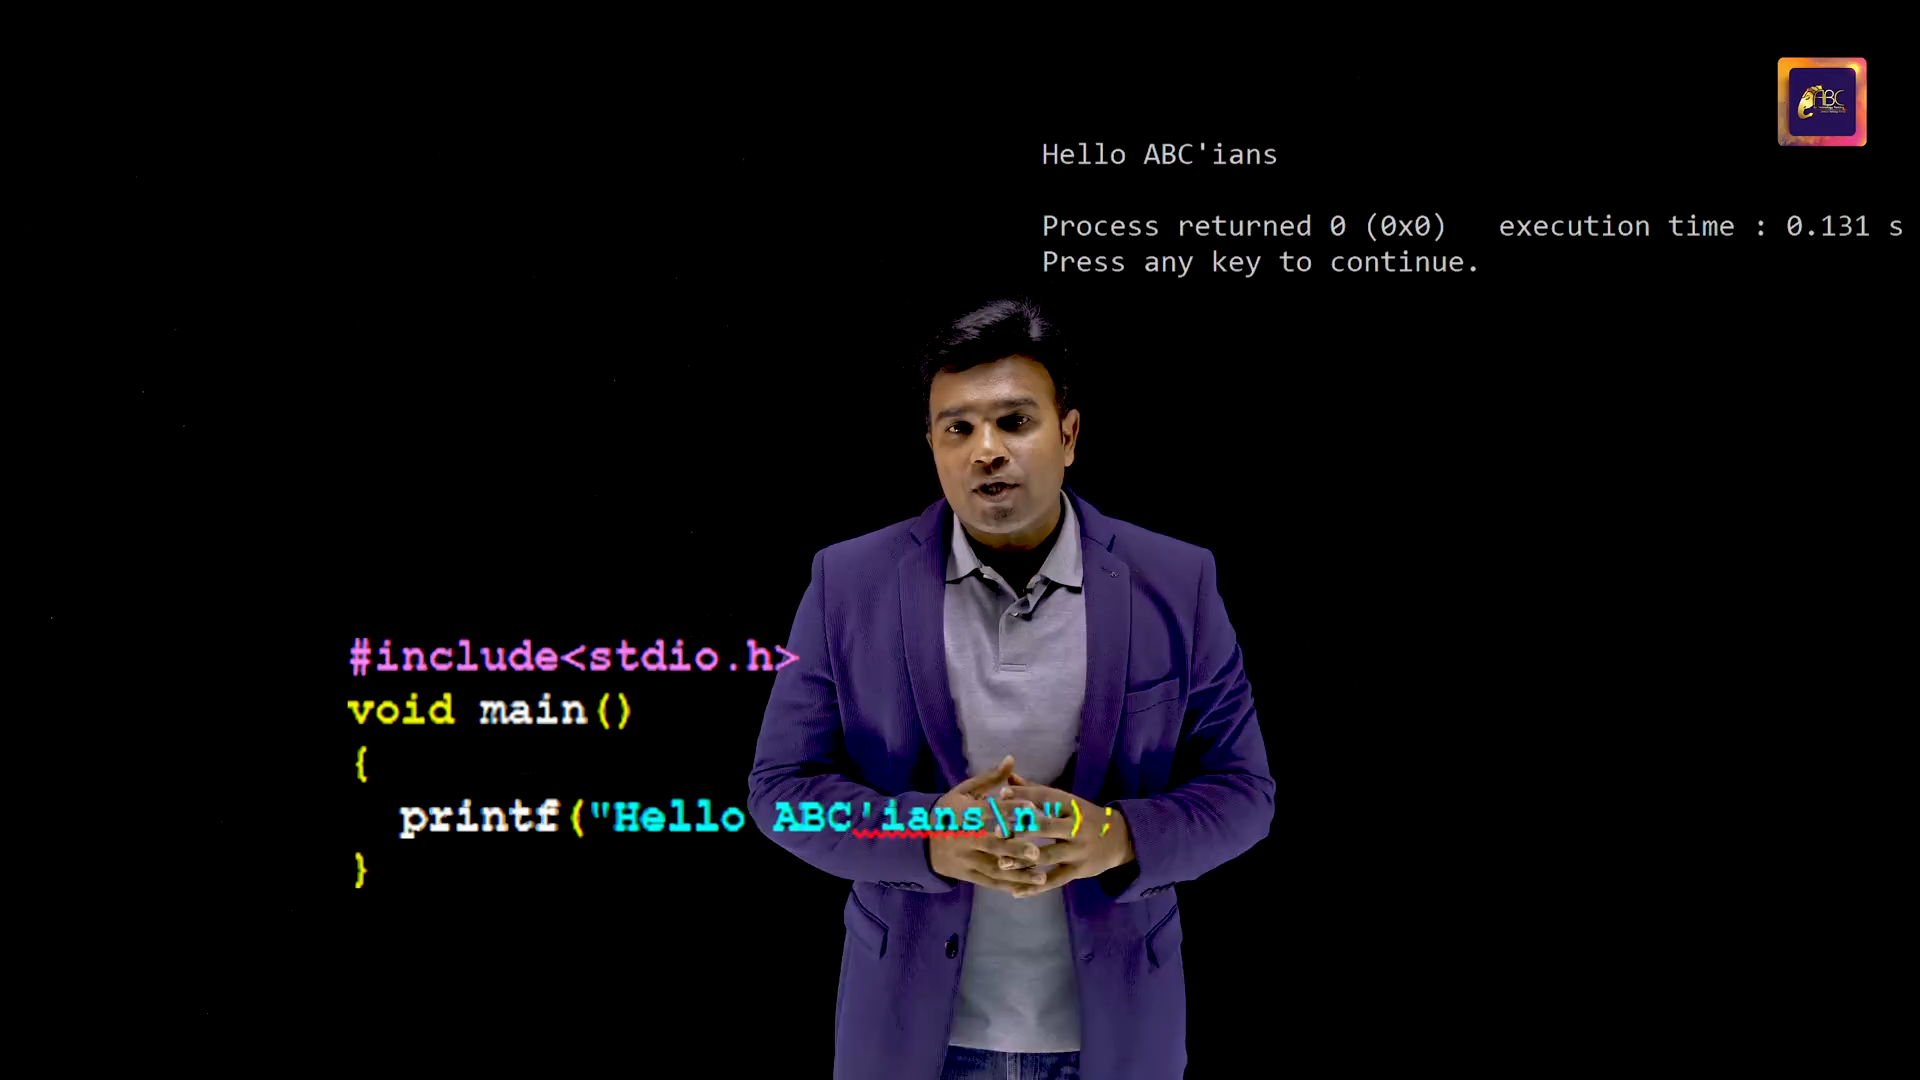 ABC
Hello ABC'ians
Process returned 0 (0x0)   execution time : 0.131 s
Press any key to continue.
#include<stdio.h>
void main()
{
printf("Hello ABC'ians\n");
}